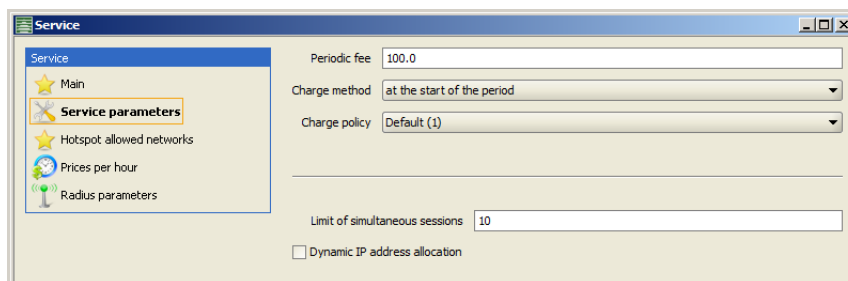 Service
Service
Main
Service parameters
Hotspot allowed networks
Prices per hour
Radius parameters
Periodic fee 100.0
Charge method at the start of the period
Charge policy Default (1)
Limit of simultaneous sessions 10
Dynamic IP address allocation